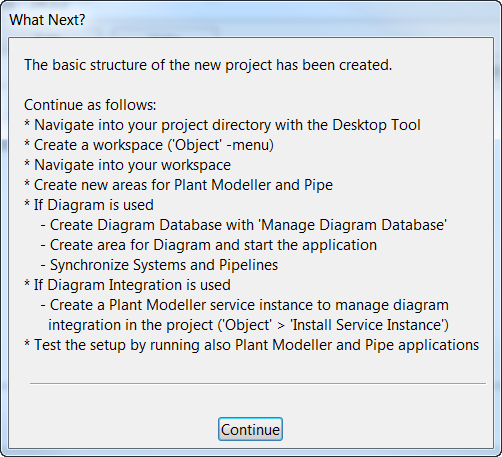 What Next?
The basic structure of the new project has been created.
Continue as follows:
* Navigate into your project directory with the Desktop Tool
* Create a workspace ('Object' -menu)
* Navigate into your workspace
* Create new areas for Plant Modeller and Pipe
* If Diagram is used
- Create Diagram Database with 'Manage Diagram Database'
- Create area for Diagram and start the application
- Synchronize Systems and Pipelines
* If Diagram Integration is used
- Create a Plant Modeller service instance to manage diagram
integration in the project ('Object' > 'Install Service Instance')
* Test the setup by running also Plant Modeller and Pipe applications
Continue